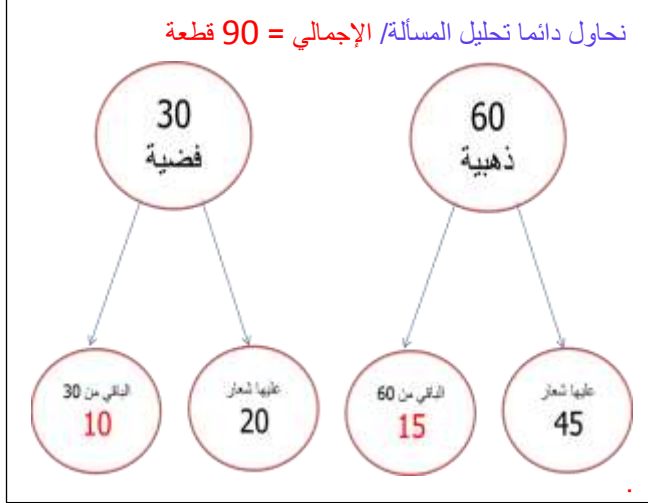 نحاول دائما تحليل المسألة/ الإجمالي = 90 قطعة
60
ذهبية
30
فضية
عليها شعار
45
الباقي من 60
15
عليها شعار
20
الباقي من 30
10
.